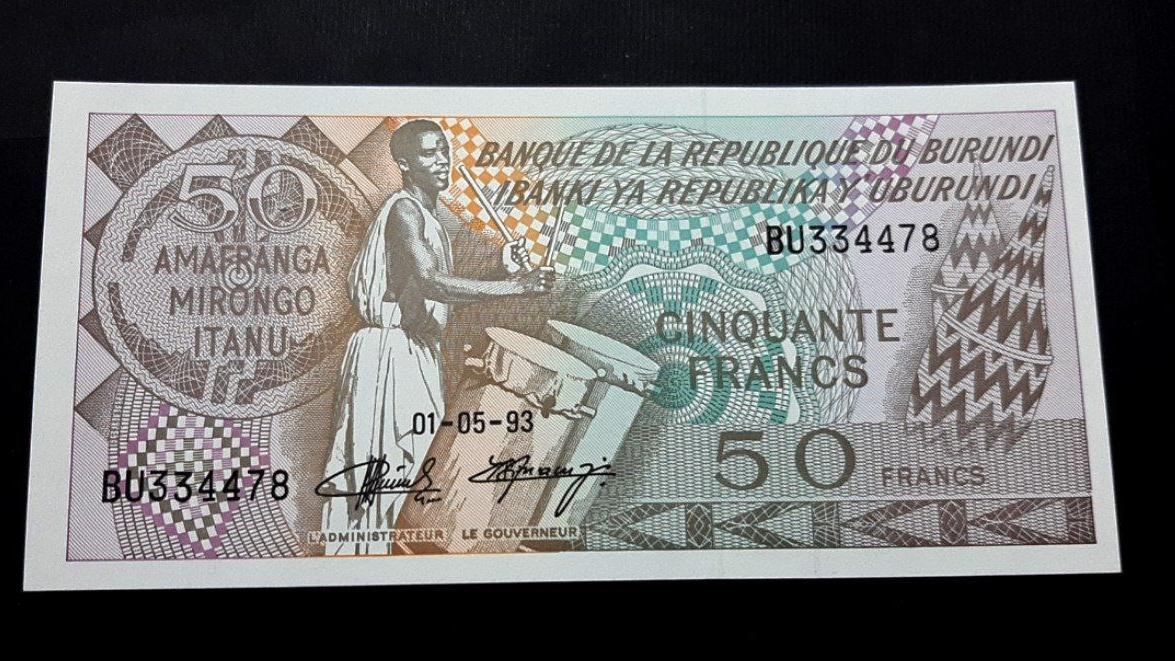 50
AMAFRANGA
MIRONGO
ITANU
BANQUE DE LA REPUBLIQUE DU BURUNDI
IBANKI YA REPUBLIKA Y' UBURUNDI
BU334478
CINQUANTE
FRANCS
01-05-93
50 FRANCS
BU334478
L'ADMINISTRATEUR LE GOUVERNEUR